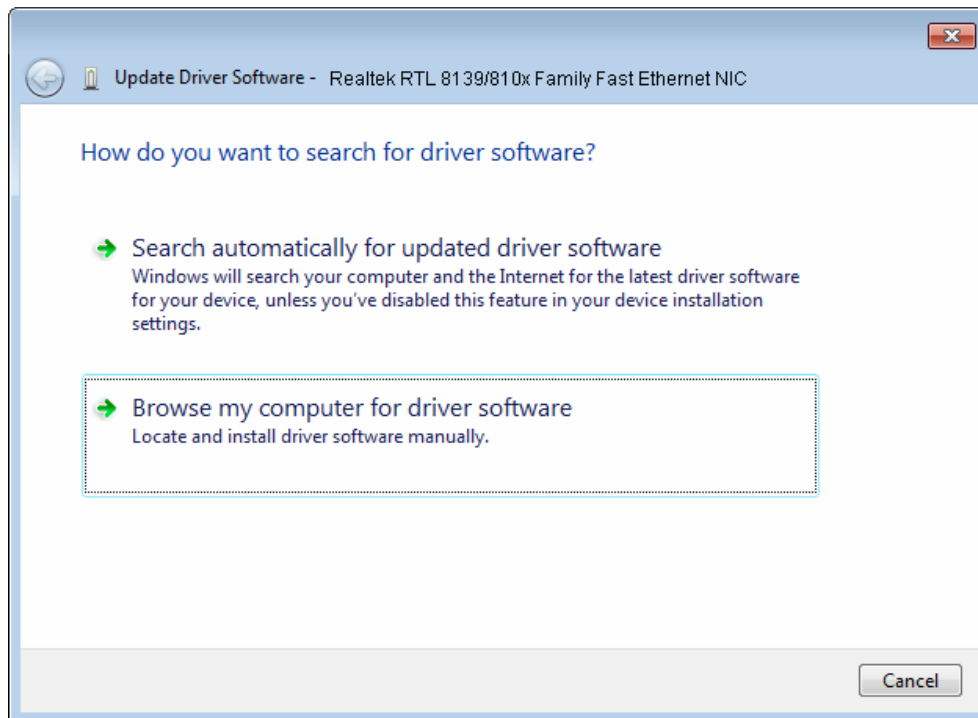 Update Driver Software - Realtek RTL 8139/810x Family Fast Ethernet NIC
How do you want to search for driver software?
Search automatically for updated driver software
Windows will search your computer and the Internet for the latest driver software
for your device, unless you've disabled this feature in your device installation
settings.
Browse my computer for driver software
Locate and install driver software manually.
Cancel